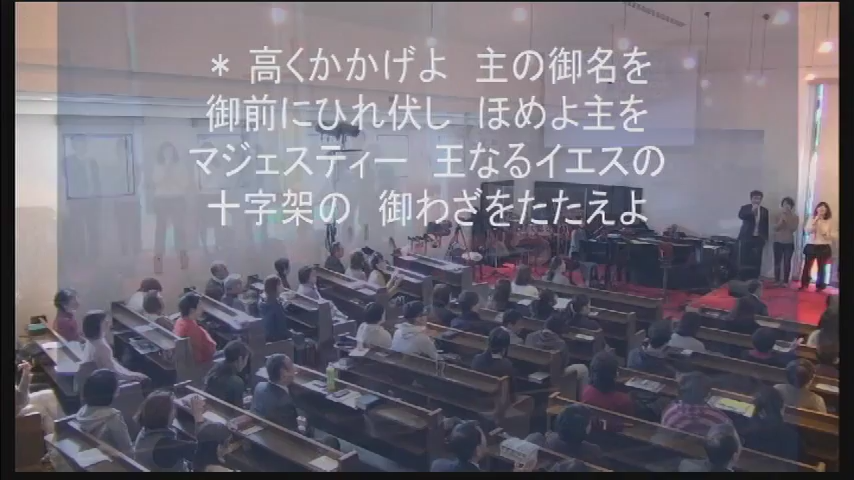 * 高くかかげよ 主の御名を
御前にひれ伏し ほめよ主を
マジェスティー 王なるイエスの
十字架の 御わざをたたえよ